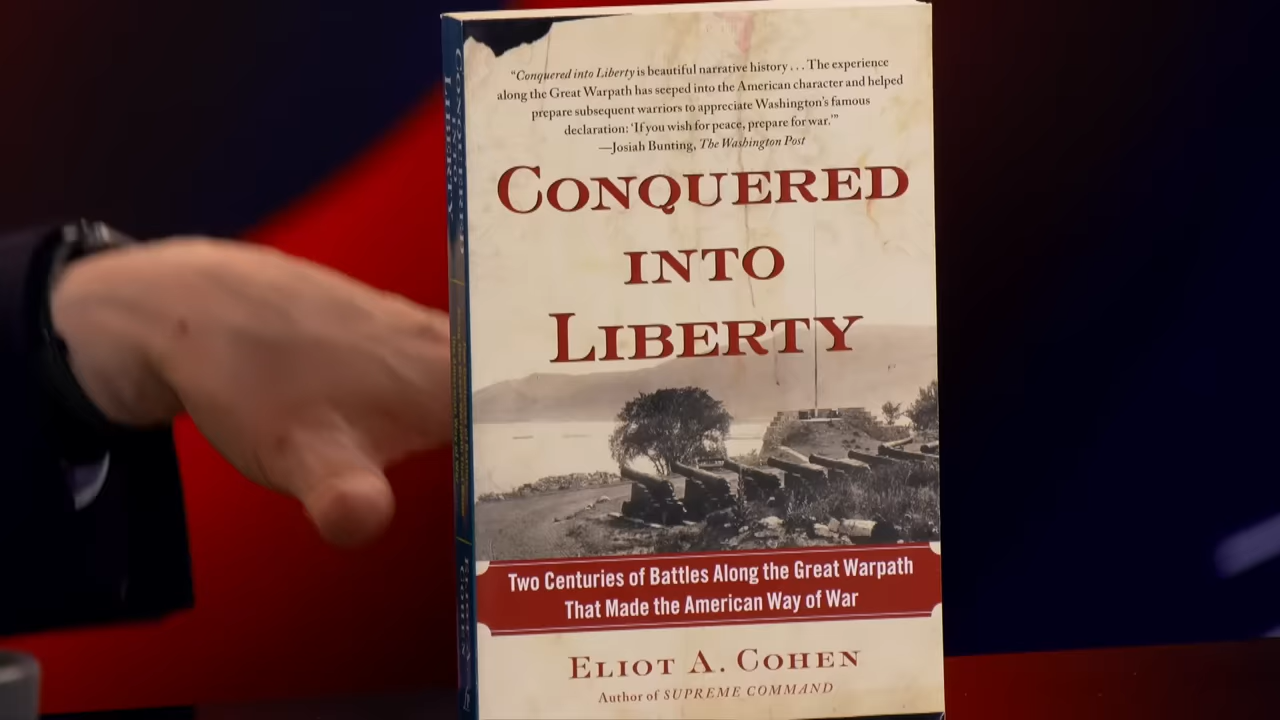 “Conquered into Liberty is beautiful narrative history . . . The experience
along the Great Warpath has seeped into the American character and helped
prepare subsequent warriors to appreciate Washington’s famous
declaration: ‘If you wish for peace, prepare for war.’”
—Josiah Bunting, The Washington Post
CONQUERED
INTO
LIBERTY
Two Centuries of Battles Along the Great Warpath
That Made the American Way of War
ELIOT A. COHEN
Author of SUPREME COMMAND